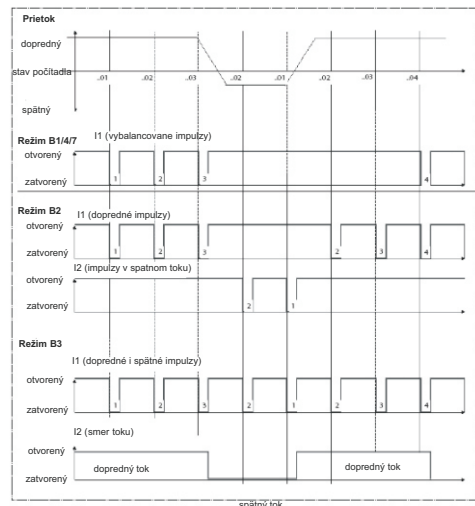 Prietok
dopredný
stav počítadla
..01 ..02 ..03 ..02 ..01 ..02 ..03 ..04
spätný
Režim B1/4/7
I1 (vybalancovane impulzy)
otvorený
zatvorený
1 2 3 4
Režim B2
I1 (dopredné impulzy)
otvorený
zatvorený
1 2 3 2 3 4
I2 (impulzy v spatnom toku)
otvorený
zatvorený
2 1
Režim B3
I1 (dopredné i spätné impulzy)
otvorený
zatvorený
1 2 3 2 1 2 3 4
I2 (smer toku)
otvorený
dopredný tok dopredný tok
zatvorený
spätný tok